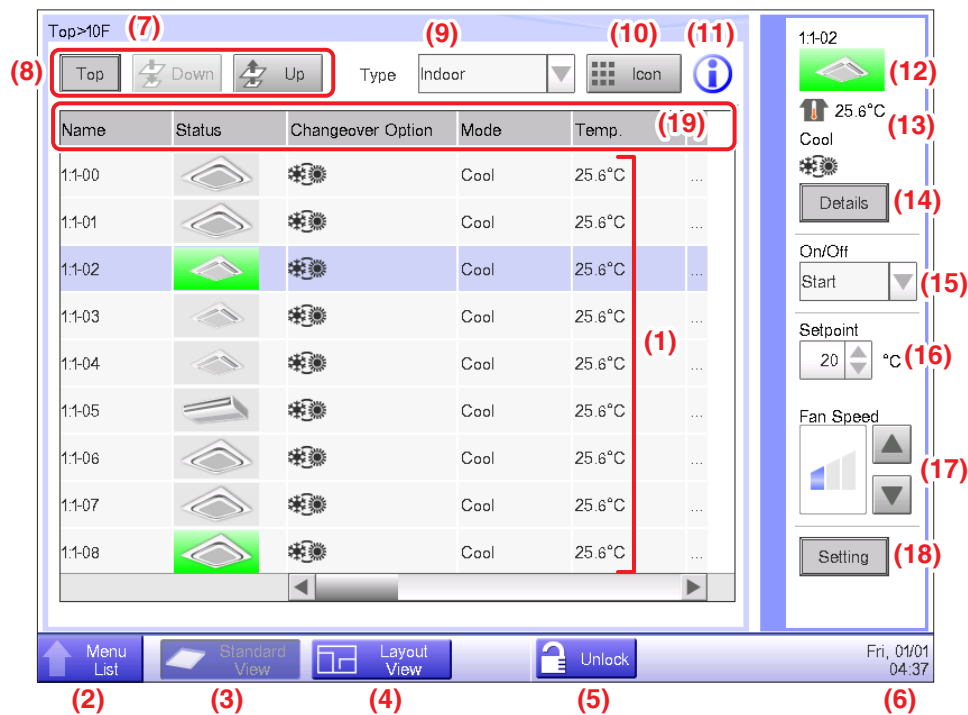 Top>10F (7) (9) (10) (11)
(8) Top Down Up Type Indoor Icon
Name Status Changeover Option Mode Temp. (19)
1:1-00 Cool 25.6°C ...
1:1-01 Cool 25.6°C ...
1:1-02 Cool 25.6°C ...
1:1-03 Cool 25.6°C ...
(1)
1:1-04 Cool 25.6°C ...
1:1-05 Cool 25.6°C ...
1:1-06 Cool 25.6°C ...
1:1-07 Cool 25.6°C ...
1:1-08 Cool 25.6°C ...
1:1-02
(12)
25.6°C (13)
Cool
Details (14)
On/Off
Start (15)
Setpoint
20 °C (16)
Fan Speed
(17)
Setting (18)
Menu List
Standard View
Layout View
Unlock
Fri, 01/01
04:37
(2) (3) (4) (5) (6)